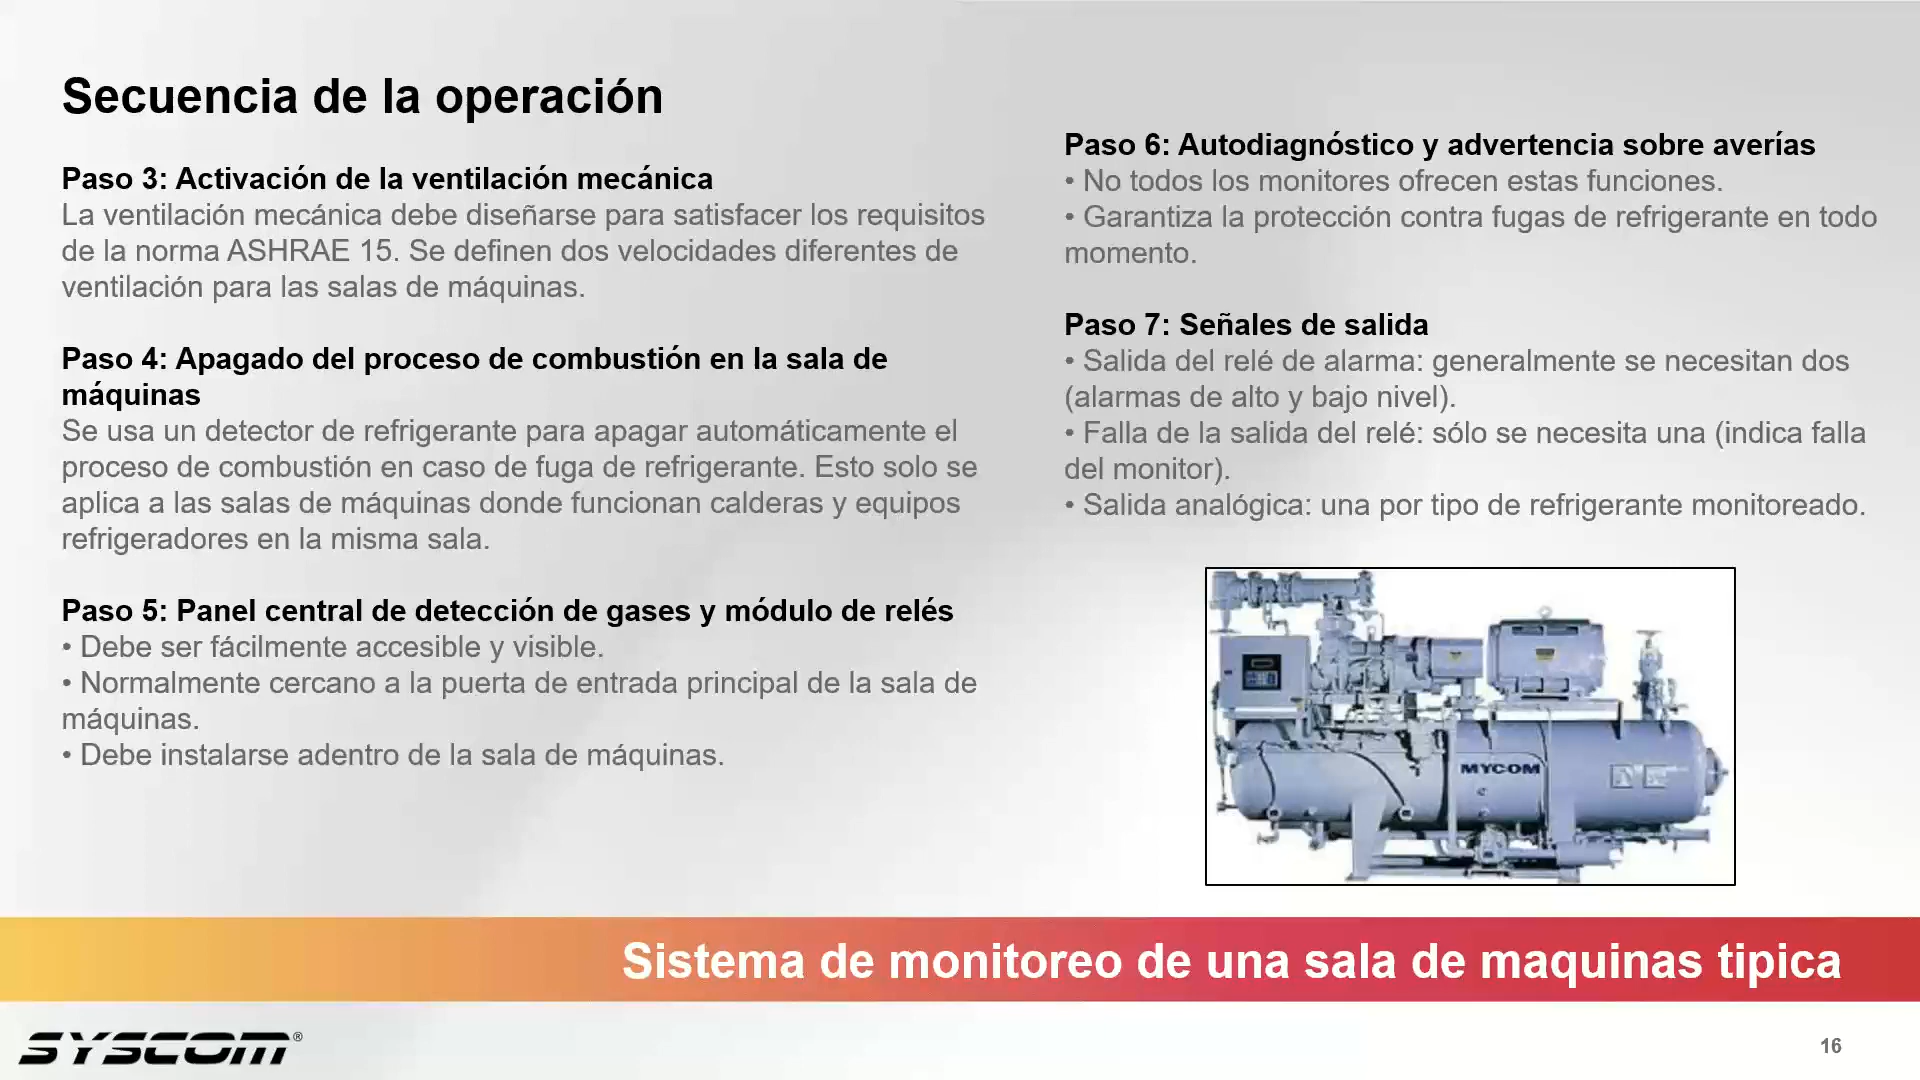 Secuencia de la operación
Paso 3: Activación de la ventilación mecánica
La ventilación mecánica debe diseñarse para satisfacer los requisitos
de la norma ASHRAE 15. Se definen dos velocidades diferentes de
ventilación para las salas de máquinas.
Paso 4: Apagado del proceso de combustión en la sala de
máquinas
Se usa un detector de refrigerante para apagar automáticamente el
proceso de combustión en caso de fuga de refrigerante. Esto solo se
aplica a las salas de máquinas donde funcionan calderas y equipos
refrigeradores en la misma sala.
Paso 5: Panel central de detección de gases y módulo de relés
• Debe ser fácilmente accesible y visible.
• Normalmente cercano a la puerta de entrada principal de la sala de
máquinas.
• Debe instalarse adentro de la sala de máquinas.
Paso 6: Autodiagnóstico y advertencia sobre averías
• No todos los monitores ofrecen estas funciones.
• Garantiza la protección contra fugas de refrigerante en todo
momento.
Paso 7: Señales de salida
• Salida del relé de alarma: generalmente se necesitan dos
(alarmas de alto y bajo nivel).
• Falla de la salida del relé: sólo se necesita una (indica falla
del monitor).
• Salida analógica: una por tipo de refrigerante monitoreado.
MYCOM
Sistema de monitoreo de una sala de maquinas tipica
SYSCOM®
16